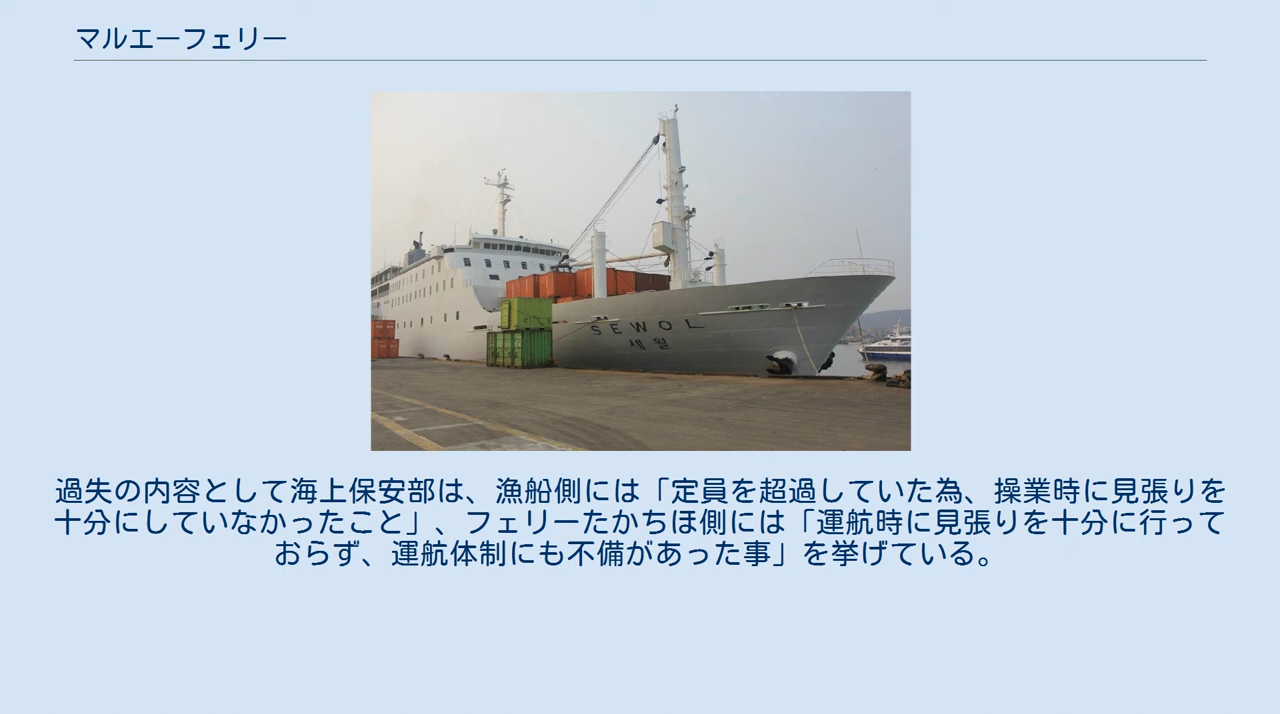 マルエーフェリー
SEWOL
세월
過失の内容として海上保安部は、漁船側には「定員を超過していた為、操業時に見張りを
十分にしていなかったこと」、フェリーたかちほ側には「運航時に見張りを十分に行って
おらず、運航体制にも不備があった事」を挙げている。